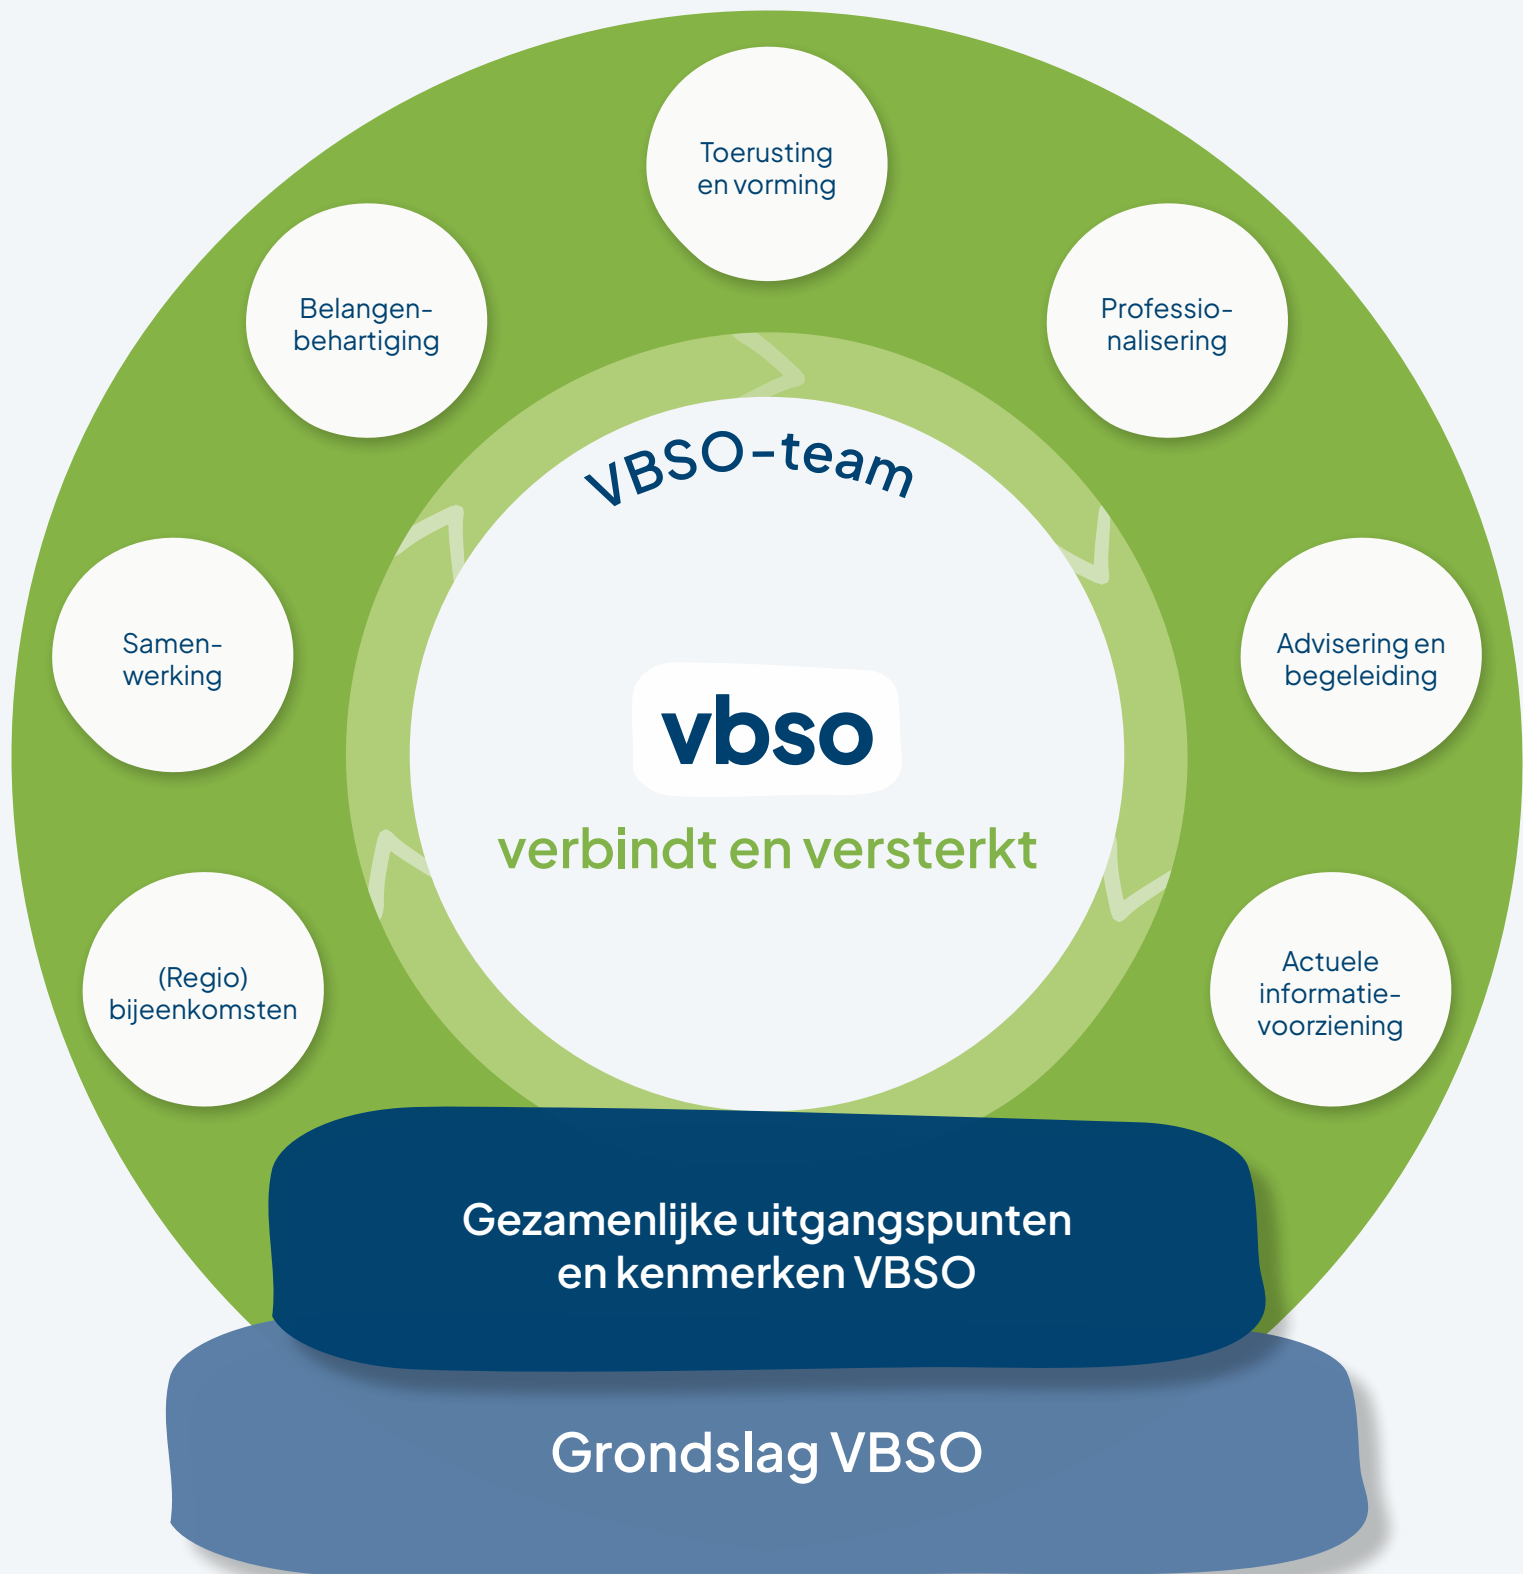 Toerusting
en vorming
Belangen-
behartiging
Professio-
nalisering
VBSO-team
Samen-
werking
Advisering en
begeleiding
vbso
verbindt en versterkt
(Regio)
bijeenkomsten
Actuele
informatie-
voorziening
Gezamenlijke uitgangspunten
en kenmerken VBSO
Grondslag VBSO